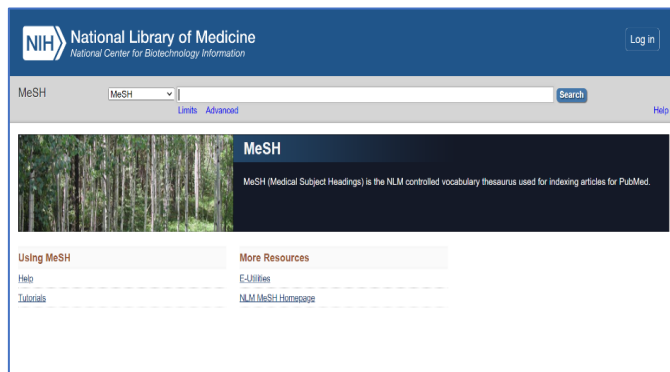 NIH National Library of Medicine
National Center for Biotechnology Information
Log in
MeSH MeSH Search
Limits Advanced Help
MeSH
MeSH (Medical Subject Headings) is the NLM controlled vocabulary thesaurus used for indexing articles for PubMed.
Using MeSH
Help
Tutorials
More Resources
E-Utilities
NLM MeSH Homepage